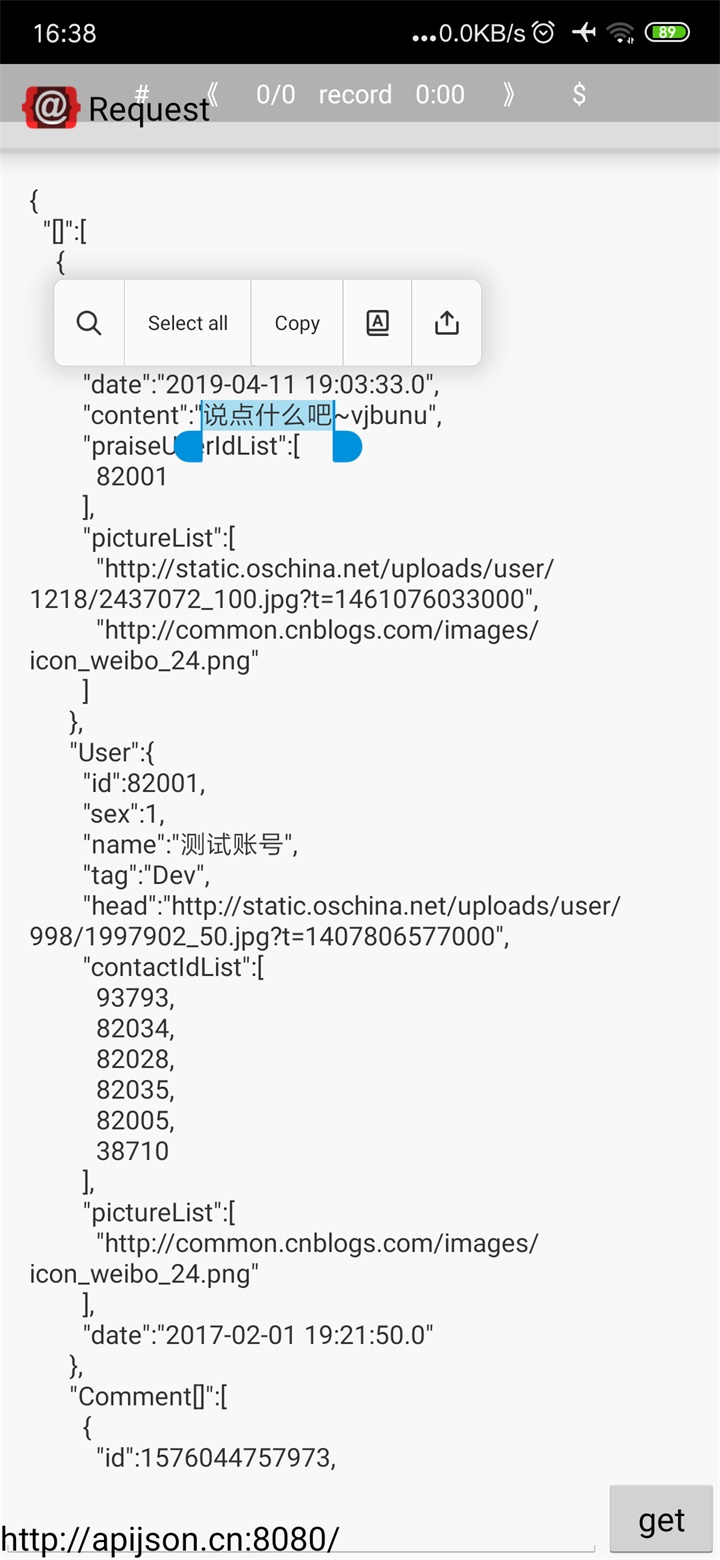 16:38
...0.0KB/s
89
# 《 0/0 record 0:00 》 $
@ Request
{
"[]":[
{
Select all Copy A
"date":"2019-04-11 19:03:33.0",
"content":"说点什么吧~vjbunu",
"praiseUserIdList":[
82001
],
"pictureList":[
"http://static.oschina.net/uploads/user/
1218/2437072_100.jpg?t=1461076033000",
"http://common.cnblogs.com/images/
icon_weibo_24.png"
]
},
"User":{
"id":82001,
"sex":1,
"name":"测试账号",
"tag":"Dev",
"head":"http://static.oschina.net/uploads/user/
998/1997902_50.jpg?t=1407806577000",
"contactIdList":[
93793,
82034,
82028,
82035,
82005,
38710
],
"pictureList":[
"http://common.cnblogs.com/images/
icon_weibo_24.png"
],
"date":"2017-02-01 19:21:50.0"
},
"Comment[]":[
{
"id":1576044757973,
get
http://apijson.cn:8080/